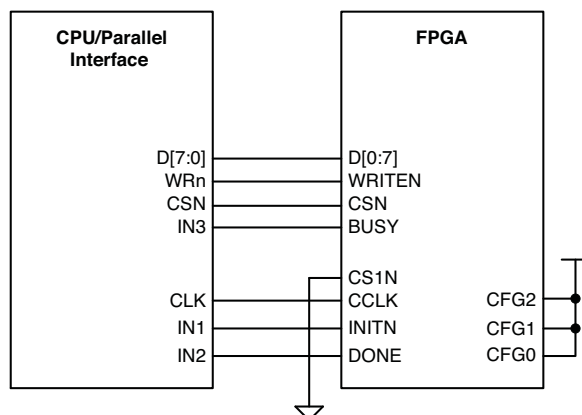 CPU/Parallel
Interface
FPGA
D[7:0]
D[0:7]
WRn
WRITEN
CSN
CSN
IN3
BUSY
CS1N
CLK
CCLK
CFG2
IN1
INITN
CFG1
IN2
DONE
CFG0